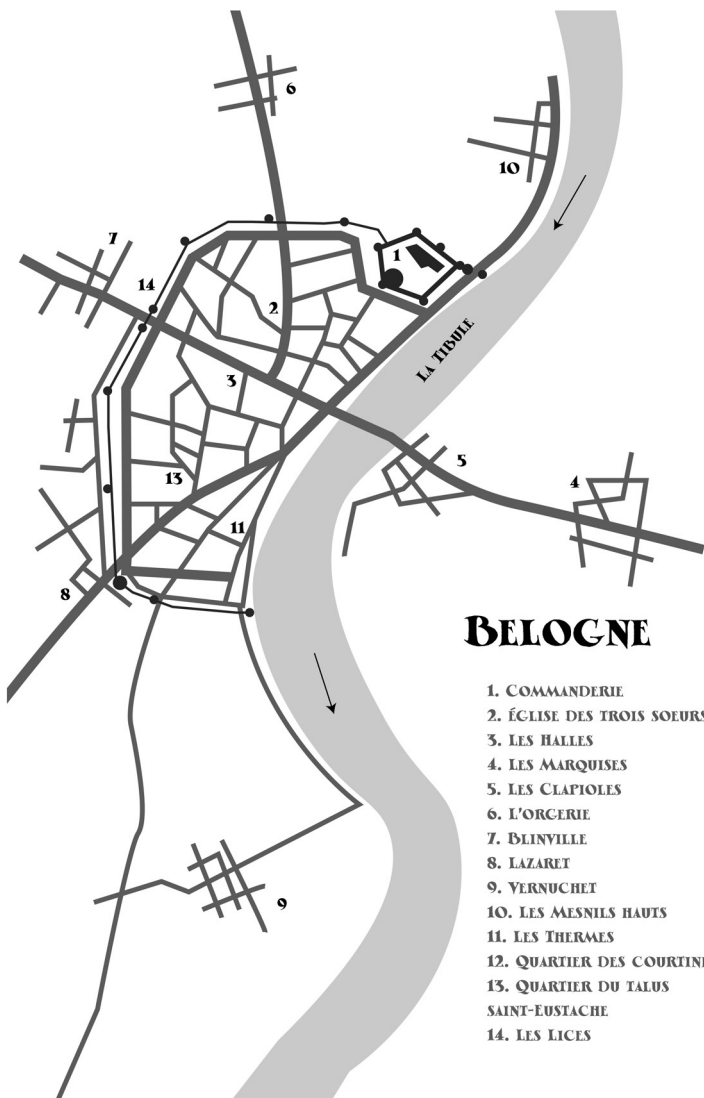 6
10
7
1
14
2
La Tibule
3
5
4
13
11
8
9
Belogne
1. Commanderie
2. Église des trois soeurs
3. Les Halles
4. Les Marquises
5. Les Clapioles
6. L'orgerie
7. Blinville
8. Lazaret
9. Vernuchet
10. Les Mesnils hauts
11. Les Thermes
12. Quartier des Courtine
13. Quartier du talus
Saint-Eustache
14. Les Lices